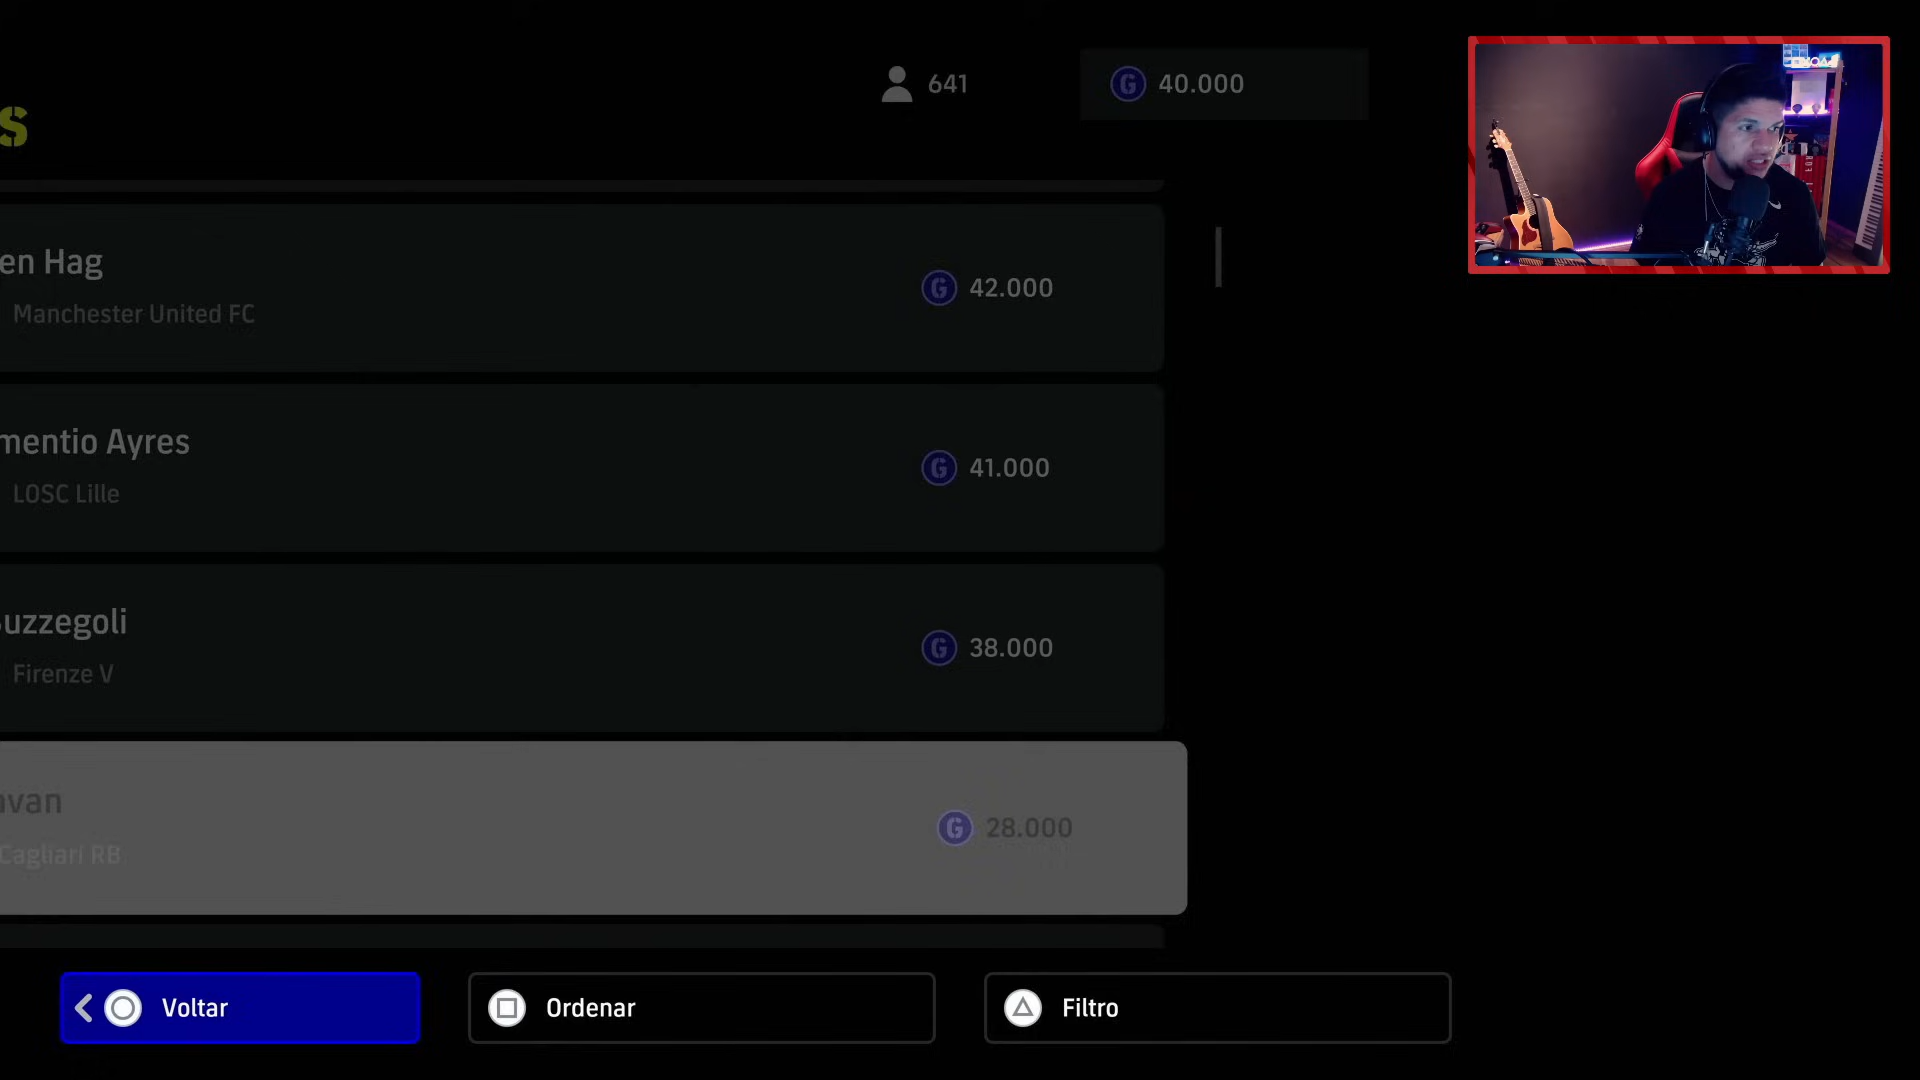 641
40.000
S
en Hag
42.000
Manchester United FC
mentio Ayres
41.000
LOSC Lille
uzzegoli
38.000
Firenze V
avan
28.000
Cagliari RB
Voltar
Ordenar
Filtro